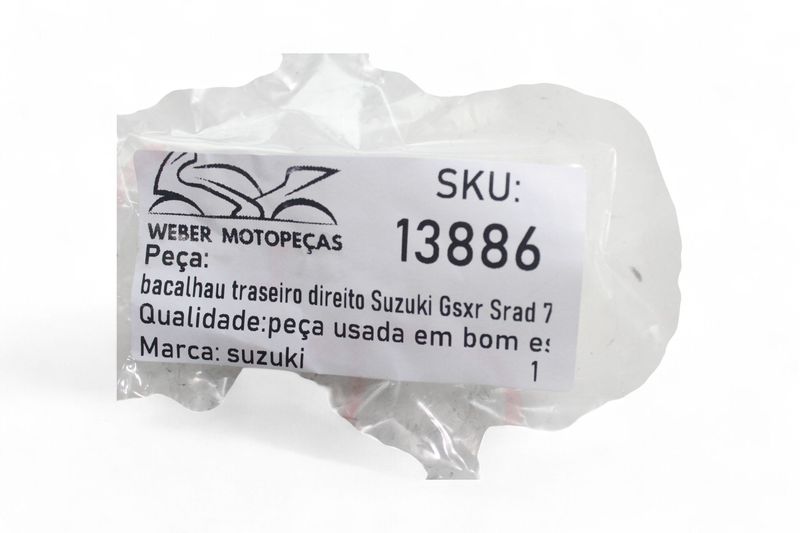 SKU:
13886
WEBER MOTOPEÇAS
Peça:
bacalhau traseiro direito Suzuki Gsxr Srad 7
Qualidade:peça usada em bom es
Marca: suzuki
1